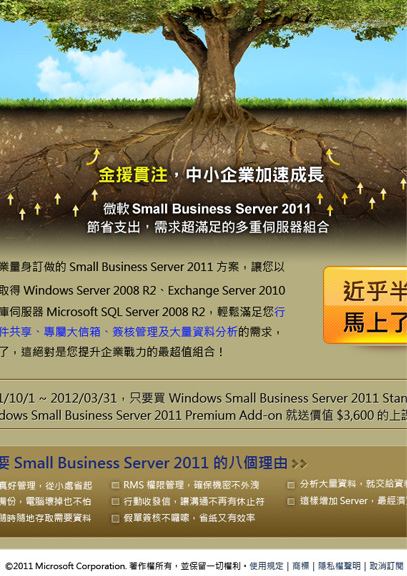 金援貫注，中小企業加速成長
微軟 Small Business Server 2011
節省支出，需求超滿足的多重伺服器組合
業量身訂做的 Small Business Server 2011 方案，讓您以
取得 Windows Server 2008 R2、Exchange Server 2010
庫伺服器 Microsoft SQL Server 2008 R2，輕鬆滿足您行
件共享、專屬大信箱、簽核管理及大量資料分析的需求，
了，這絕對是您提升企業戰力的最超值組合！
近乎半
馬上了
1/10/1 ~ 2012/03/31，只要買 Windows Small Business Server 2011 Stan
dows Small Business Server 2011 Premium Add-on 就送價值 $3,600 的上課
要 Small Business Server 2011 的八個理由
真好管理，從小處省起
RMS 權限管理，確保機密不外洩
分析大量資料，就交給資料
備份，電腦壞掉也不怕
行動收發信，讓溝通不再有休止符
這樣增加 Server，最經濟
隨時隨地存取需要資料
假單簽核不囉嗦，省紙又有效率
©2011 Microsoft Corporation. 著作權所有，並保留一切權利。使用規定 | 商標 | 隱私權聲明 | 取消訂閱